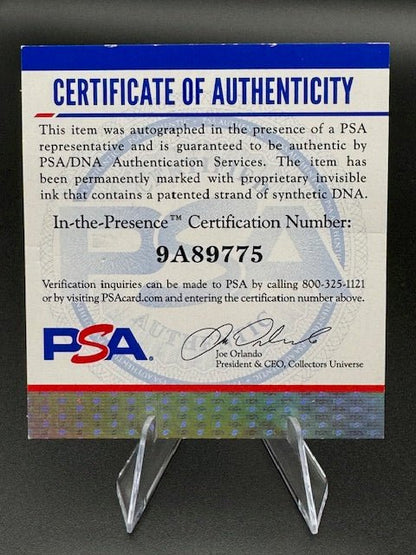 CERTIFICATE OF AUTHENTICITY
This item was autographed in the presence of a PSA
representative and is guaranteed to be authentic by
PSA/DNA Authentication Services. The item has
been permanently marked with proprietary invisible
ink that contains a patented strand of synthetic DNA.
In-the-Presence™ Certification Number:
9A89775
Verification inquiries can be made to PSA by calling 800-325-1121
or by visiting PSAcard.com and entering the certification number above.
PSA®
Joe Orlando
Joe Orlando
President & CEO, Collectors Universe
PSA
AUTHENTIC